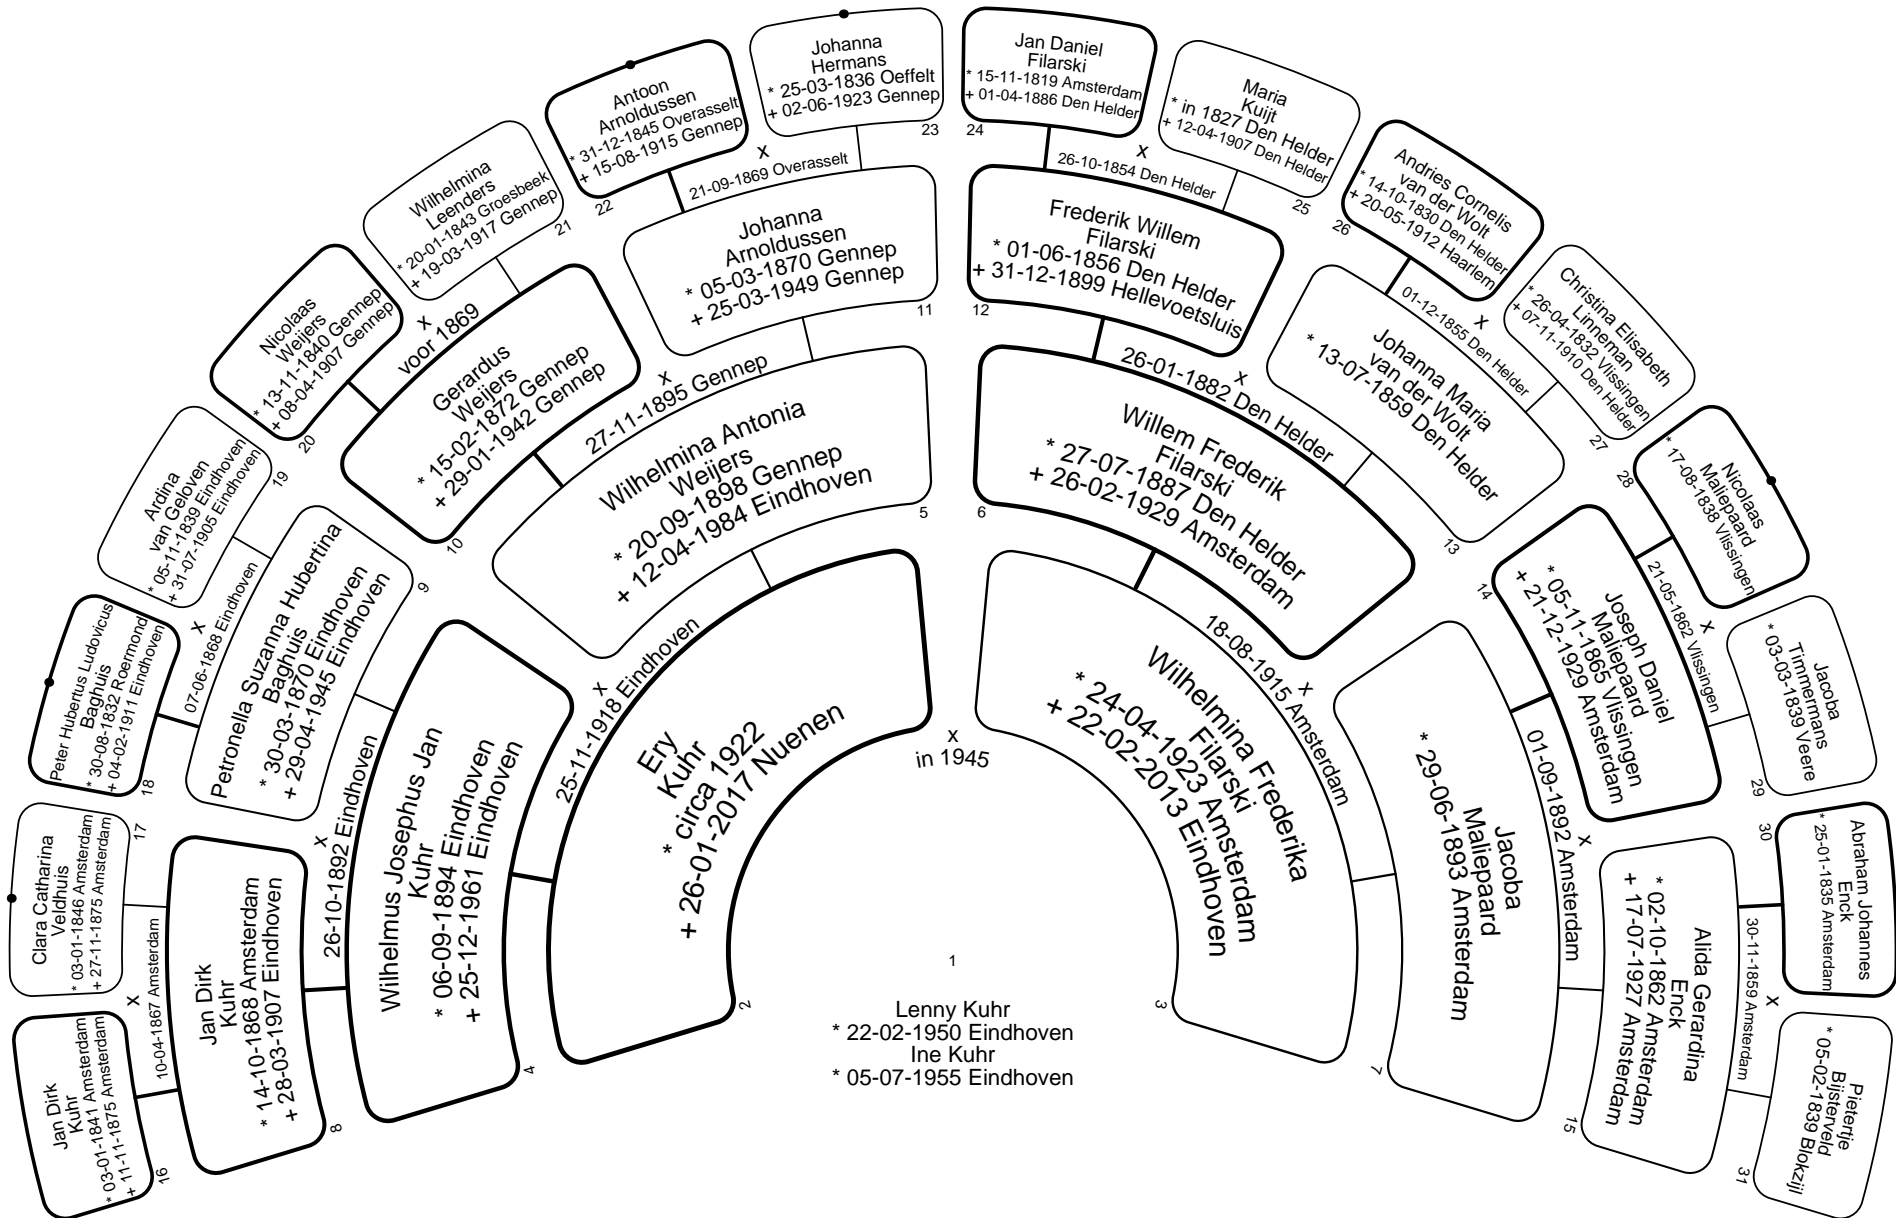 1
Lenny Kuhr
* 22-02-1950 Eindhoven
Ine Kuhr
* 05-07-1955 Eindhoven
2
Ery
Kuhr
* circa 1922
+ 26-01-2017 Nuenen
x
in 1945
3
Wilhelmina Frederika
Filarski
* 24-04-1923 Amsterdam
+ 22-02-2013 Eindhoven
4
Wilhelmus Josephus Jan
Kuhr
* 06-09-1894 Eindhoven
+ 25-12-1961 Eindhoven
x
25-11-1918 Eindhoven
5
Wilhelmina Antonia
Weijers
* 20-09-1898 Gennep
+ 12-04-1984 Eindhoven
6
Willem Frederik
Filarski
* 27-07-1887 Den Helder
+ 26-02-1929 Amsterdam
x
18-08-1915 Amsterdam
7
Jacoba
Maliepaard
* 29-06-1893 Amsterdam
8
Jan Dirk
Kuhr
* 14-10-1868 Amsterdam
+ 28-03-1907 Eindhoven
x
26-10-1892 Eindhoven
9
Petronella Suzanna Hubertina
Baghuis
* 30-03-1870 Eindhoven
+ 29-04-1945 Eindhoven
10
Gerardus
Weijers
* 15-02-1872 Gennep
+ 29-01-1942 Gennep
x
27-11-1895 Gennep
11
Johanna
Arnoldussen
* 05-03-1870 Gennep
+ 25-03-1949 Gennep
12
Frederik Willem
Filarski
* 01-06-1856 Den Helder
+ 31-12-1899 Hellevoetsluis
x
26-01-1882 Den Helder
13
Johanna Maria
van der Wolt
* 13-07-1859 Den Helder
14
Joseph Daniel
Maliepaard
* 05-11-1865 Vlissingen
+ 21-12-1929 Amsterdam
x
01-09-1892 Amsterdam
15
Alida Gerardina
Enck
* 02-10-1862 Amsterdam
+ 17-07-1927 Amsterdam
16
Jan Dirk
Kuhr
* 03-01-1841 Amsterdam
+ 11-11-1875 Amsterdam
x
10-04-1867 Amsterdam
17
Clara Catharina
Veldhuis
* 03-01-1846 Amsterdam
+ 27-11-1875 Amsterdam
18
Peter Hubertus Ludovicus
Baghuis
* 30-08-1832 Roermond
+ 04-02-1911 Eindhoven
x
07-06-1868 Eindhoven
19
Ardina
van Geloven
* 05-11-1839 Eindhoven
+ 31-07-1905 Eindhoven
20
Nicolaas
Weijers
* 13-11-1840 Gennep
+ 08-04-1907 Gennep
x
voor 1869
21
Wilhelmina
Leenders
* 20-01-1843 Groesbeek
+ 19-03-1917 Gennep
22
Antoon
Arnoldussen
* 31-12-1845 Overasselt
+ 15-08-1915 Gennep
x
21-09-1869 Overasselt
23
Johanna
Hermans
* 25-03-1836 Oeffelt
+ 02-06-1923 Gennep
24
Jan Daniel
Filarski
* 15-11-1819 Amsterdam
+ 01-04-1886 Den Helder
x
26-10-1854 Den Helder
25
Maria
Kuijt
* in 1827 Den Helder
+ 12-04-1907 Den Helder
26
Andries Cornelis
van der Wolt
* 14-10-1830 Den Helder
+ 20-05-1912 Haarlem
x
01-12-1855 Den Helder
27
Christina Elisabeth
Linneman
* 26-04-1832 Vlissingen
+ 07-11-1910 Den Helder
28
Nicolaas
Maliepaard
* 17-08-1838 Vlissingen
x
21-05-1862 Vlissingen
29
Jacoba
Timmermans
* 03-03-1839 Veere
30
Abraham Johannes
Enck
* 25-01-1835 Amsterdam
x
30-11-1859 Amsterdam
31
Pietertje
Bijsterveld
* 05-02-1839 Blokzijl